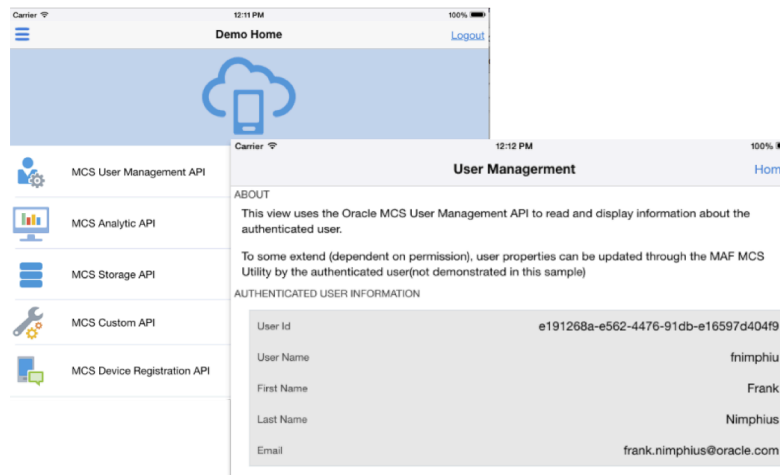 Carrier 12:11 PM 100%
Demo Home Logout
MCS User Management API
MCS Analytic API
MCS Storage API
MCS Custom API
MCS Device Registration API
Carrier 12:12 PM 100%
User Managerment Hom
ABOUT
This view uses the Oracle MCS User Management API to read and display information about the
authenticated user.
To some extend (dependent on permission), user properties can be updated through the MAF MCS
Utility by the authenticated user(not demonstrated in this sample)
AUTHENTICATED USER INFORMATION
User Id e191268a-e562-4476-91db-e16597d404f9
User Name fnimphiu
First Name Frank
Last Name Nimphius
Email frank.nimphius@oracle.com